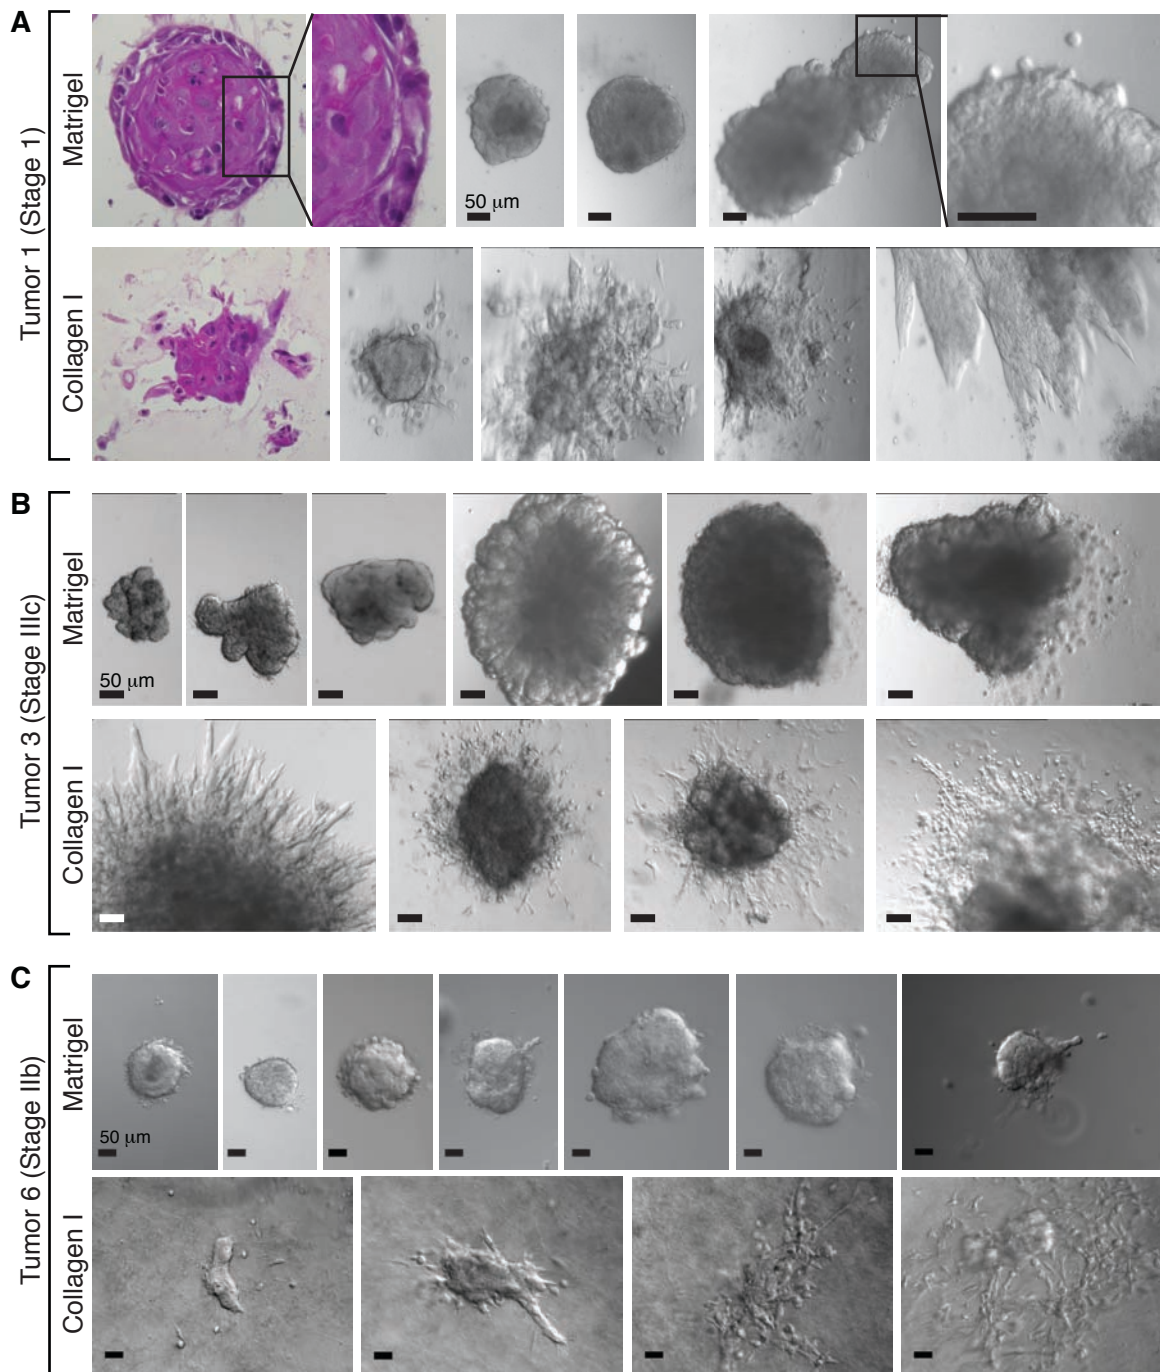 A
Tumor 1 (Stage 1)
Matrigel
50 μm
Collagen I
B
Tumor 3 (Stage IIIc)
Matrigel
50 μm
Collagen I
C
Tumor 6 (Stage IIb)
Matrigel
50 μm
Collagen I